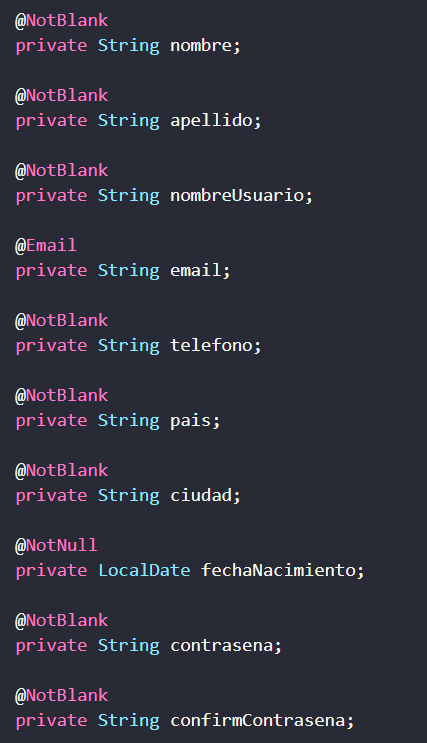 @NotBlank
private String nombre;
@NotBlank
private String apellido;
@NotBlank
private String nombreUsuario;
@Email
private String email;
@NotBlank
private String telefono;
@NotBlank
private String pais;
@NotBlank
private String ciudad;
@NotNull
private LocalDate fechaNacimiento;
@NotBlank
private String contrasena;
@NotBlank
private String confirmContrasena;